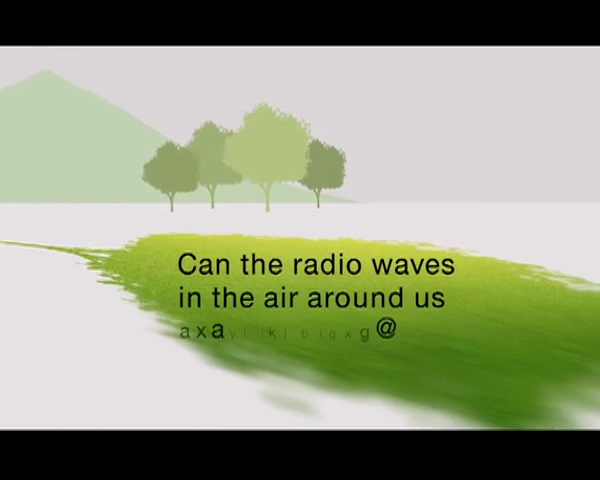 Can the radio waves
in the air around us